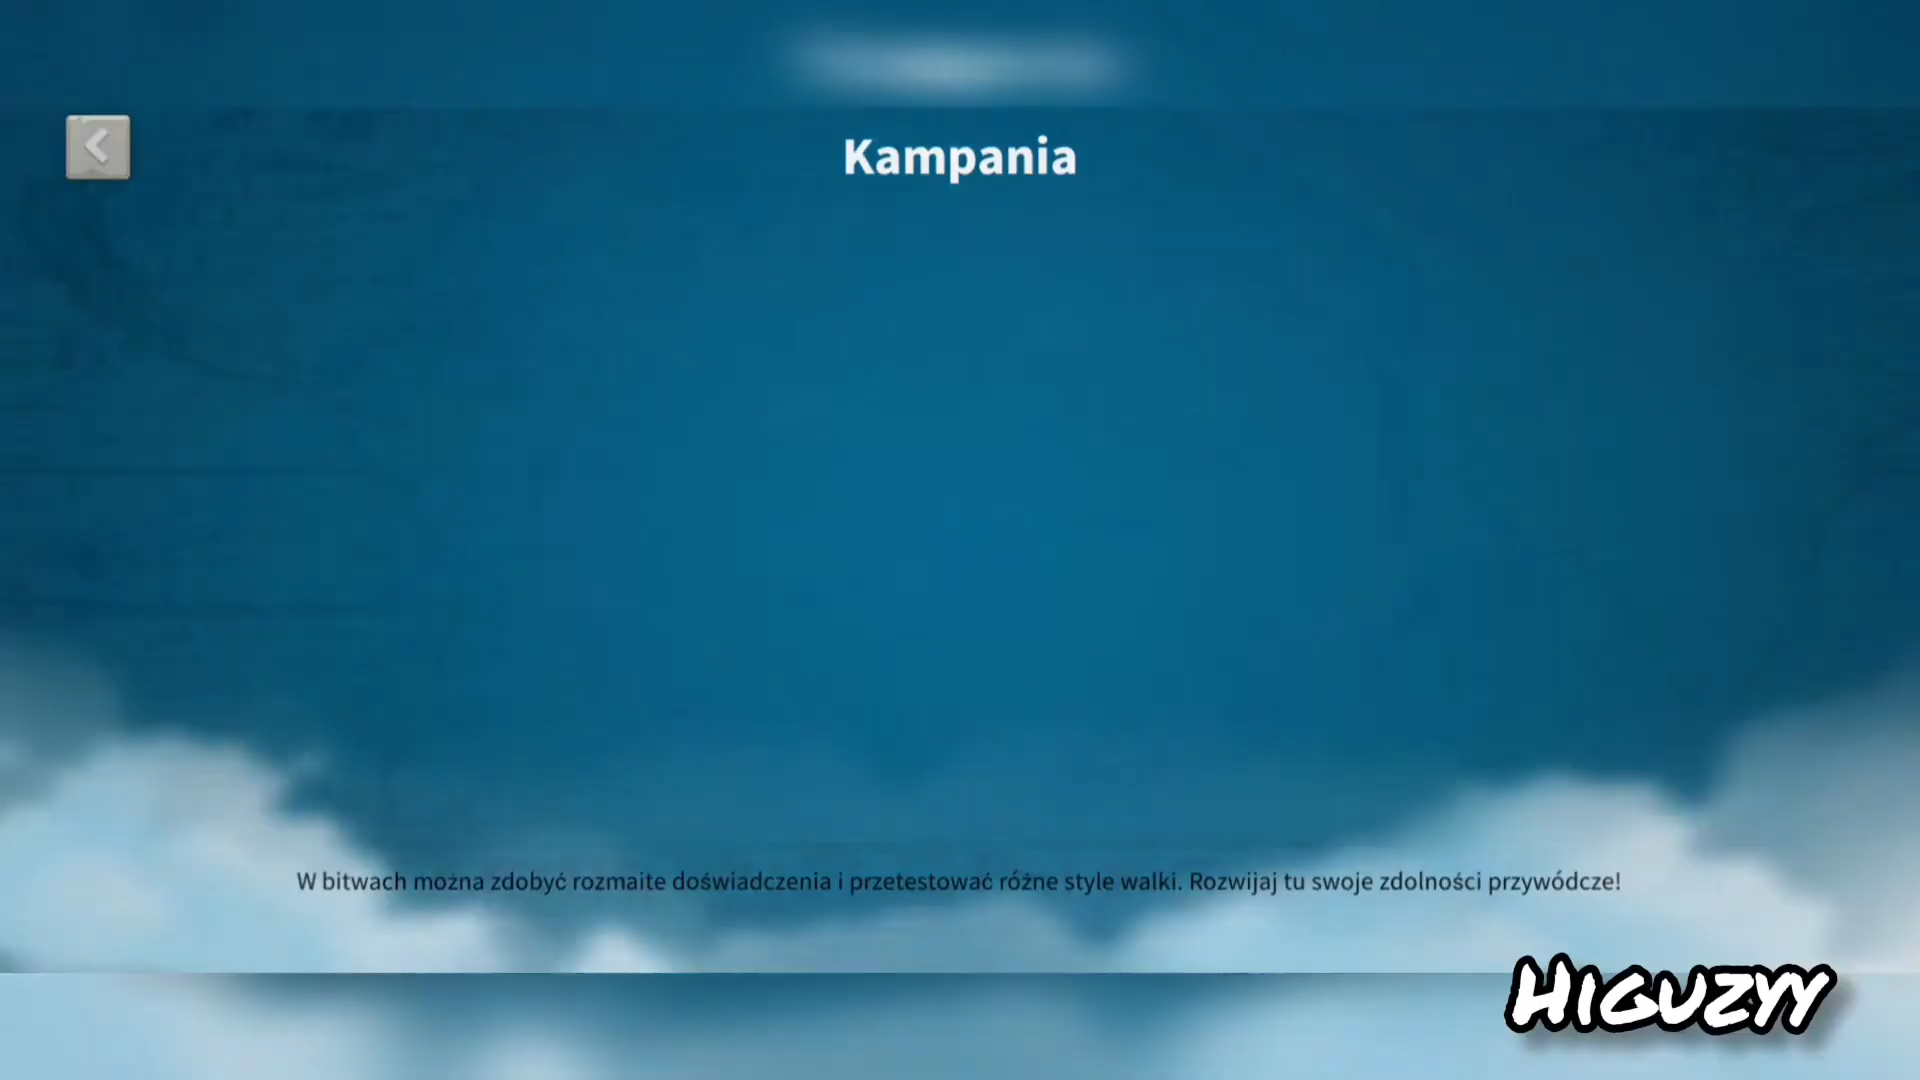 Kampania
W bitwach można zdobyć rozmaite doświadczenia i przetestować różne style walki. Rozwijaj tu swoje zdolności przywódcze!
HIGUZYY